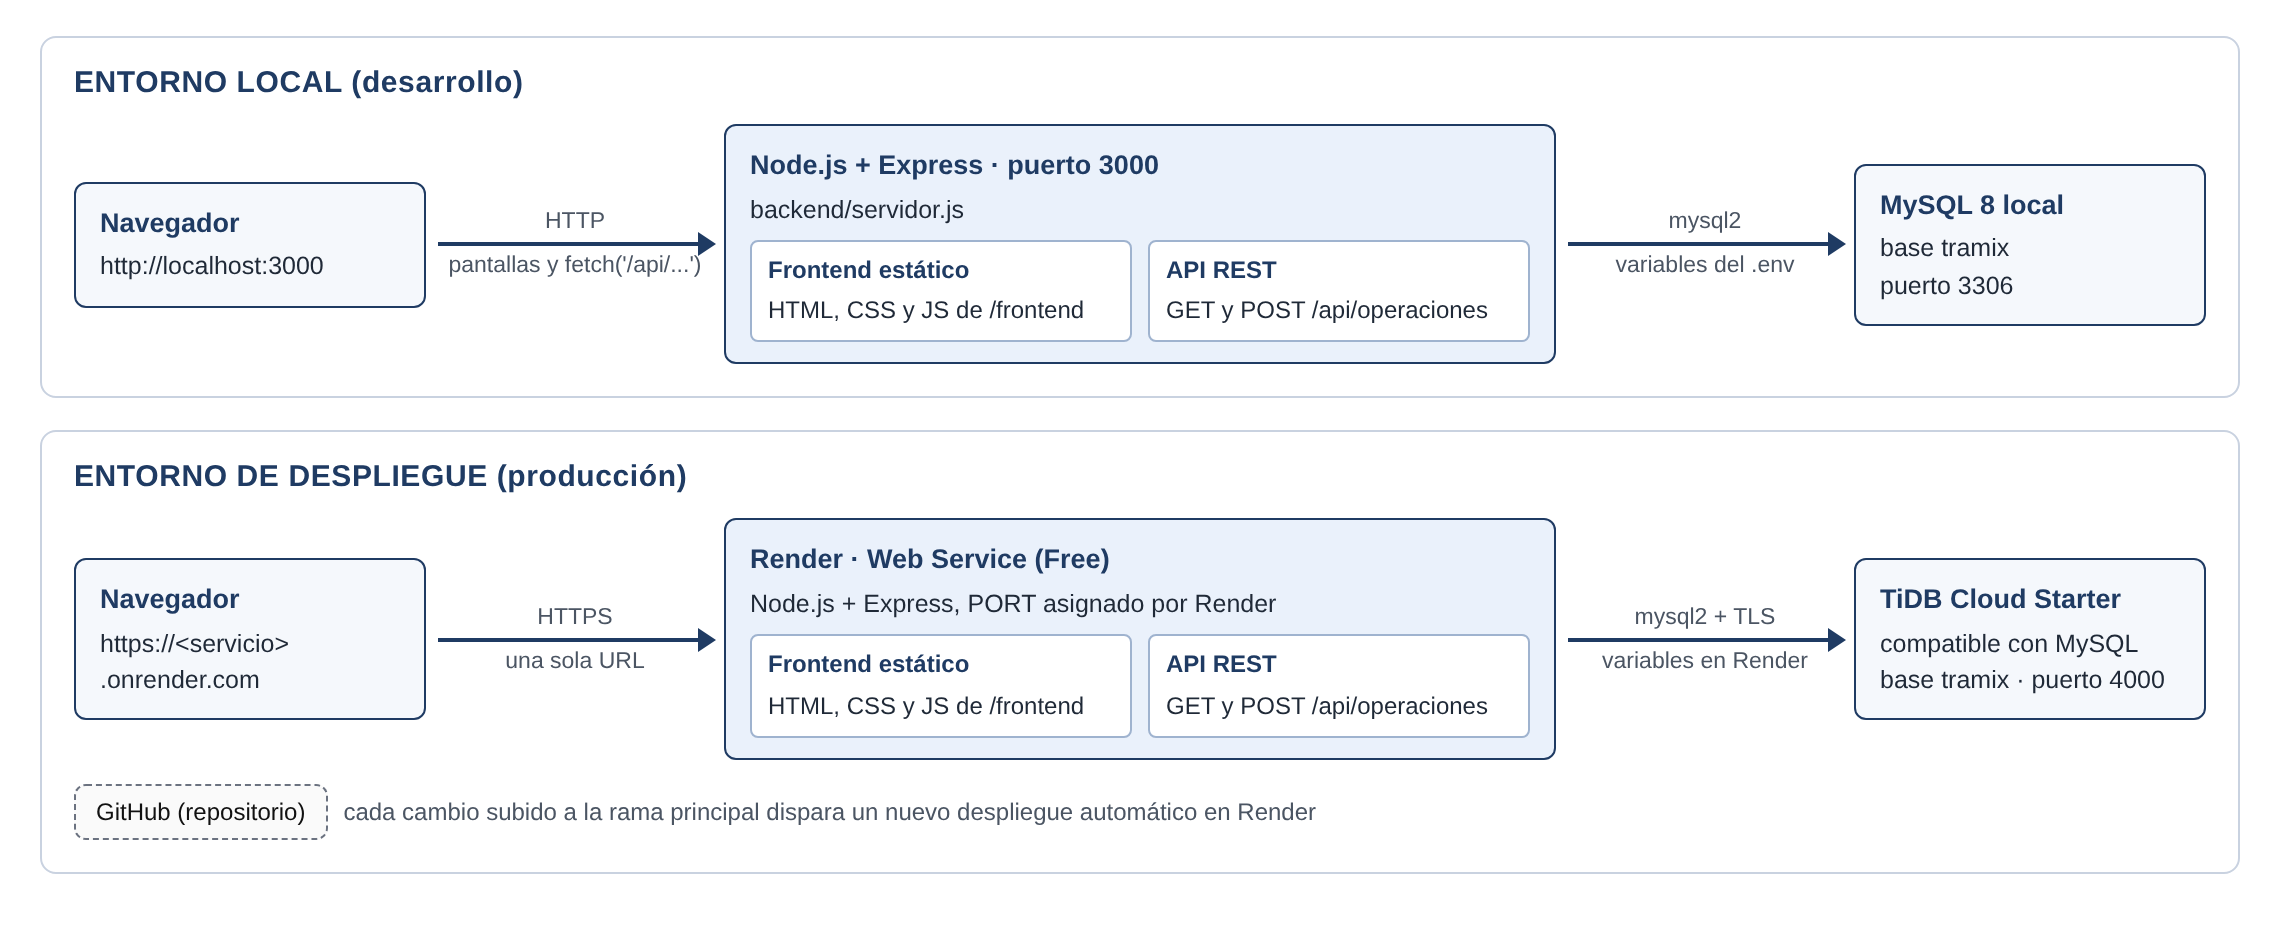 ENTORNO LOCAL (desarrollo)
Navegador
http://localhost:3000
HTTP
pantallas y fetch('/api/...')
Node.js + Express · puerto 3000
backend/servidor.js
Frontend estático
HTML, CSS y JS de /frontend
API REST
GET y POST /api/operaciones
mysql2
variables del .env
MySQL 8 local
base tramix
puerto 3306
ENTORNO DE DESPLIEGUE (producción)
Navegador
https://<servicio>
.onrender.com
HTTPS
una sola URL
Render · Web Service (Free)
Node.js + Express, PORT asignado por Render
Frontend estático
HTML, CSS y JS de /frontend
API REST
GET y POST /api/operaciones
mysql2 + TLS
variables en Render
TiDB Cloud Starter
compatible con MySQL
base tramix · puerto 4000
GitHub (repositorio)
cada cambio subido a la rama principal dispara un nuevo despliegue automático en Render